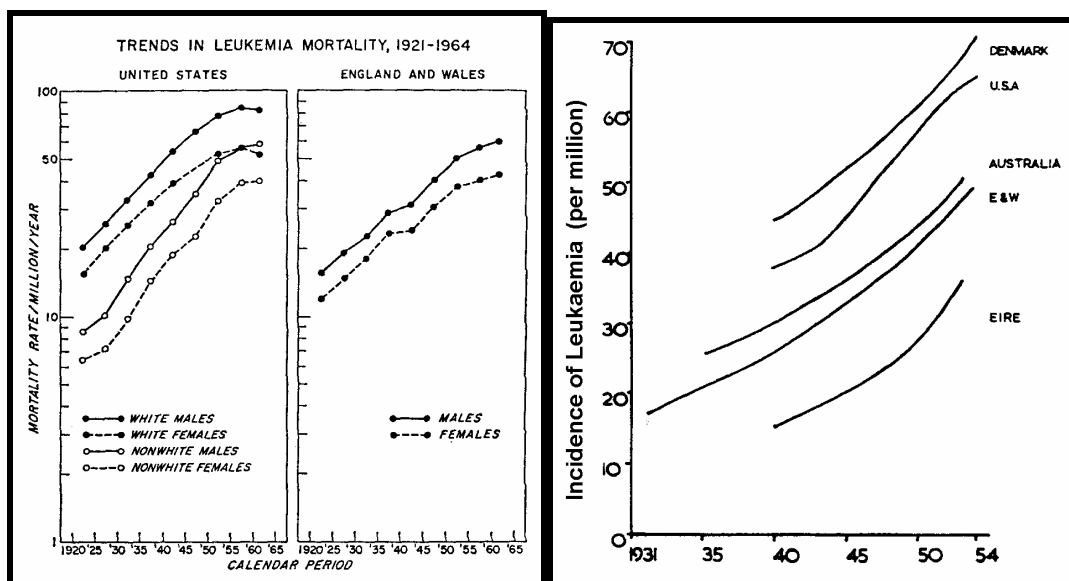 TRENDS IN LEUKEMIA MORTALITY, 1921-1964
UNITED STATES
ENGLAND AND WALES
MORTALITY RATE/MILLION/YEAR
100
50
10
1
WHITE MALES
WHITE FEMALES
NONWHITE MALES
NONWHITE FEMALES
MALES
FEMALES
1920 '25 '30 '35 '40 '45 '50 '55 '60 '65
1920 '25 '30 '35 '40 '45 '50 '55 '60 '65
CALENDAR PERIOD
Incidence of Leukaemia (per million)
70
60
50
40
30
20
10
0
DENMARK
U.S.A
AUSTRALIA
E&W
EIRE
1931 35 40 45 50 54